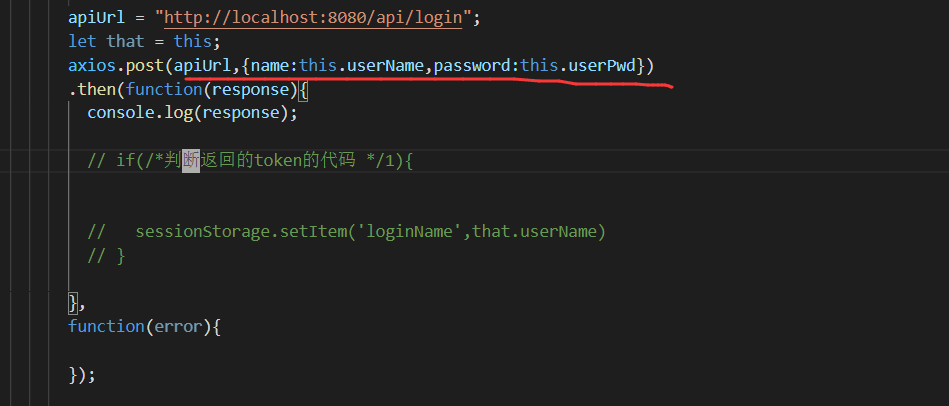 apiUrl = "http://localhost:8080/api/login";
let that = this;
axios.post(apiUrl,{name:this.userName,password:this.userPwd})
.then(function(response){
console.log(response);
// if(/*判断返回的token的代码 */1){
//   sessionStorage.setItem('loginName',that.userName)
// }
},
function(error){
});